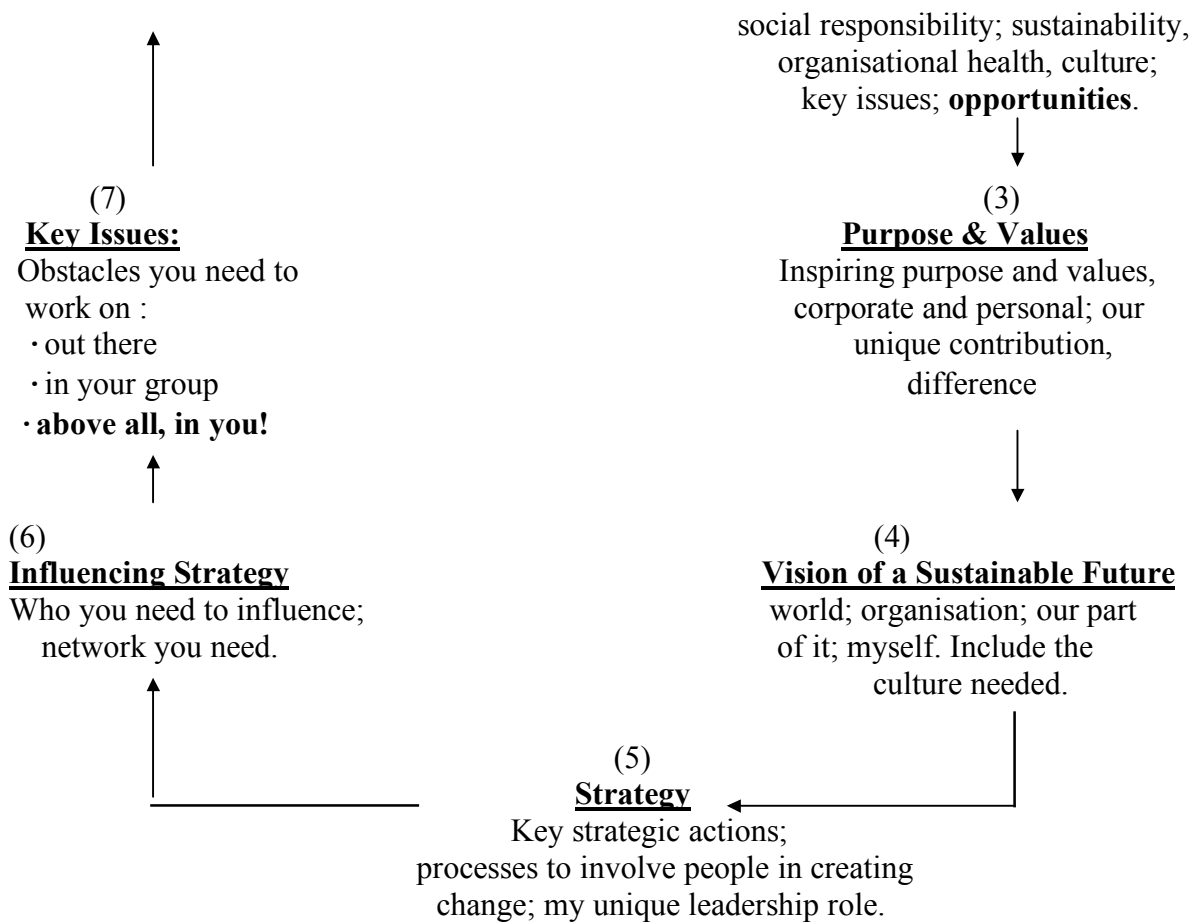 social responsibility; sustainability,
organisational health, culture;
key issues; opportunities.
(3)
Purpose & Values
Inspiring purpose and values,
corporate and personal; our
unique contribution,
difference
(4)
Vision of a Sustainable Future
world; organisation; our part
of it; myself. Include the
culture needed.
(5)
Strategy
Key strategic actions;
processes to involve people in creating
change; my unique leadership role.
(6)
Influencing Strategy
Who you need to influence;
network you need.
(7)
Key Issues:
Obstacles you need to
work on :
· out there
· in your group
· above all, in you!